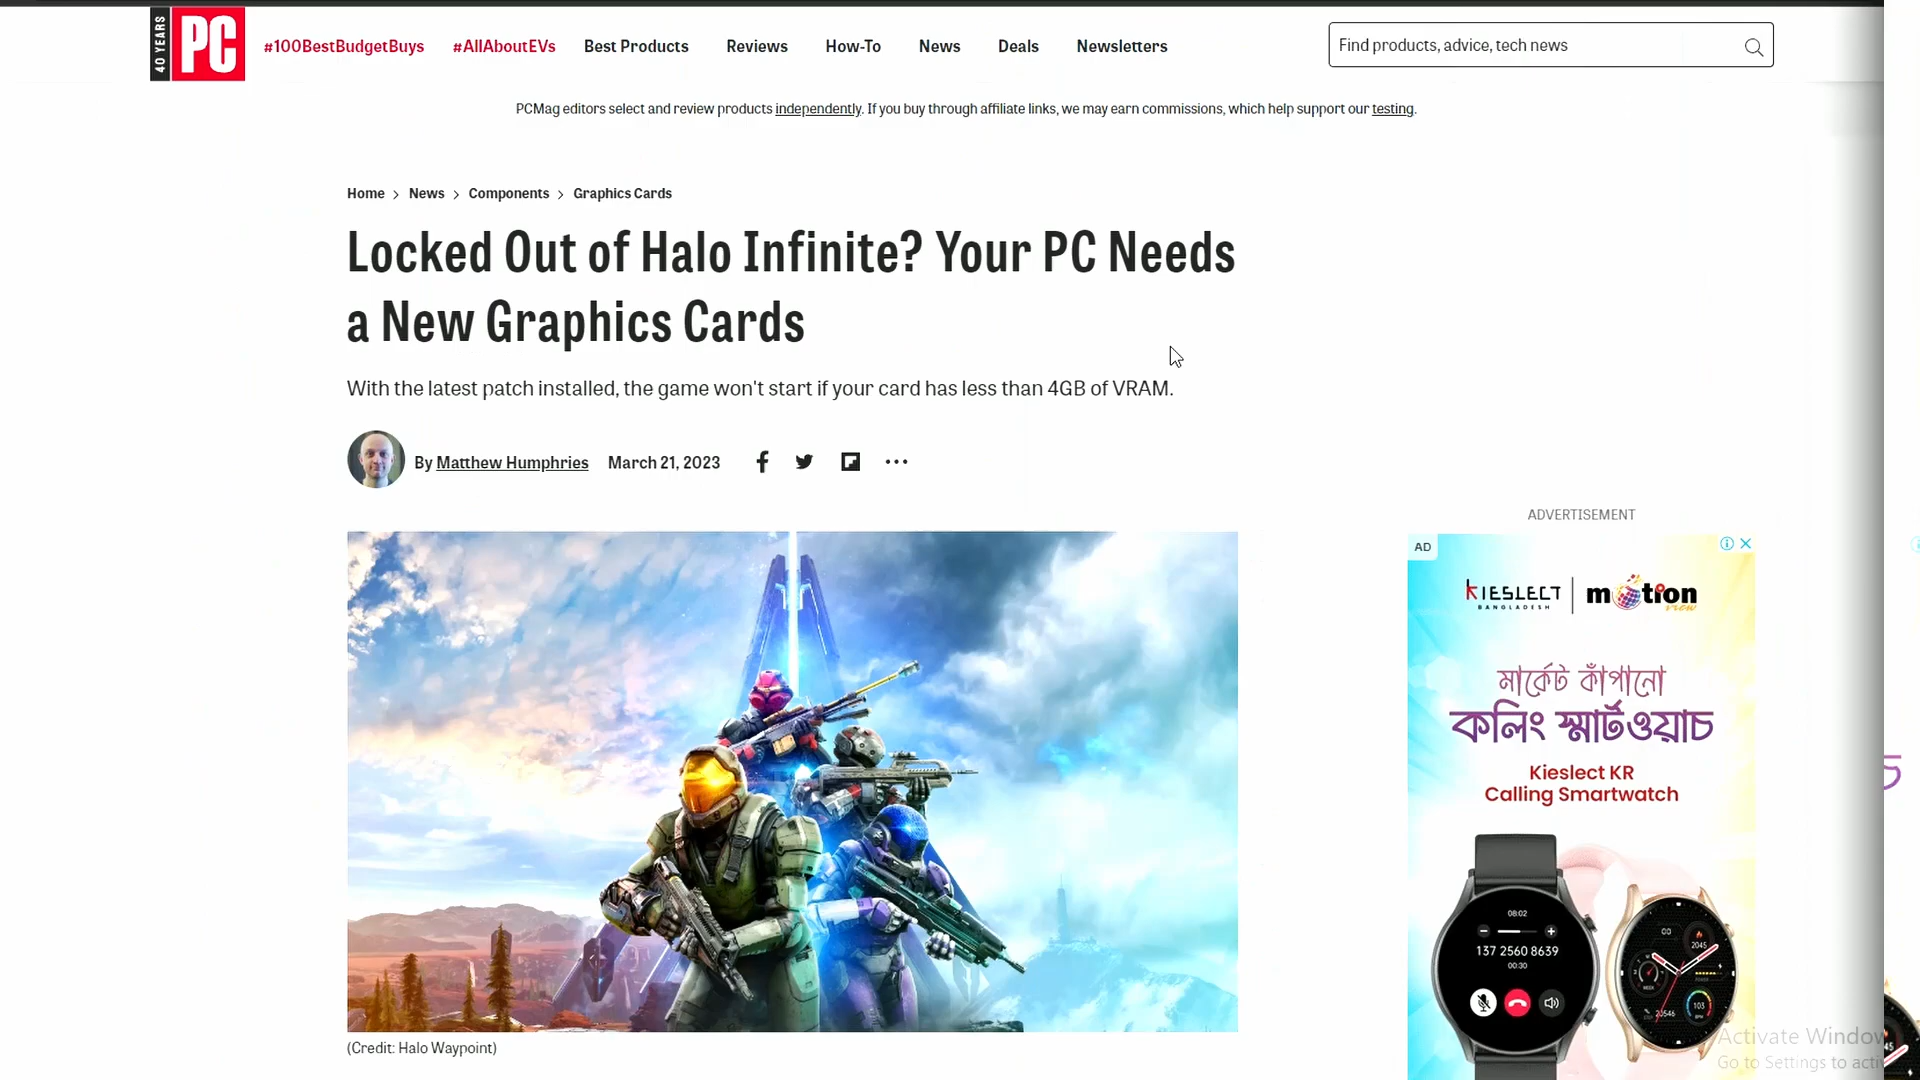 40 YEARS
PC
#100BestBudgetBuys
#AllAboutEVs
Best Products
Reviews
How-To
News
Deals
Newsletters
Find products, advice, tech news
PCMag editors select and review products independently. If you buy through affiliate links, we may earn commissions, which help support our testing.
Home > News > Components > Graphics Cards
Locked Out of Halo Infinite? Your PC Needs
a New Graphics Cards
With the latest patch installed, the game won't start if your card has less than 4GB of VRAM.
By Matthew Humphries
March 21, 2023
(Credit: Halo Waypoint)
ADVERTISEMENT
AD
KIESLECT
BANGLADESH
motion
view
মার্কেট কাঁপানো
কলিং স্মার্টওয়াচ
Kieslect KR
Calling Smartwatch
08:02
137 2560 8639
00:30
2045
103
Activate Window
Go to Settings to acti